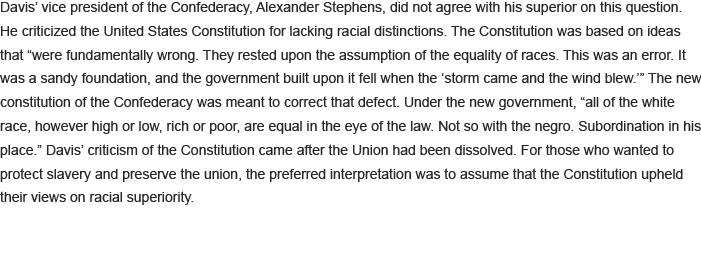 Davis’ vice president of the Confederacy, Alexander Stephens, did not agree with his superior on this question.
He criticized the United States Constitution for lacking racial distinctions. The Constitution was based on ideas
that “were fundamentally wrong. They rested upon the assumption of the equality of races. This was an error. It
was a sandy foundation, and the government built upon it fell when the ‘storm came and the wind blew.’” The new
constitution of the Confederacy was meant to correct that defect. Under the new government, “all of the white
race, however high or low, rich or poor, are equal in the eye of the law. Not so with the negro. Subordination in his
place.” Davis’ criticism of the Constitution came after the Union had been dissolved. For those who wanted to
protect slavery and preserve the union, the preferred interpretation was to assume that the Constitution upheld
their views on racial superiority.